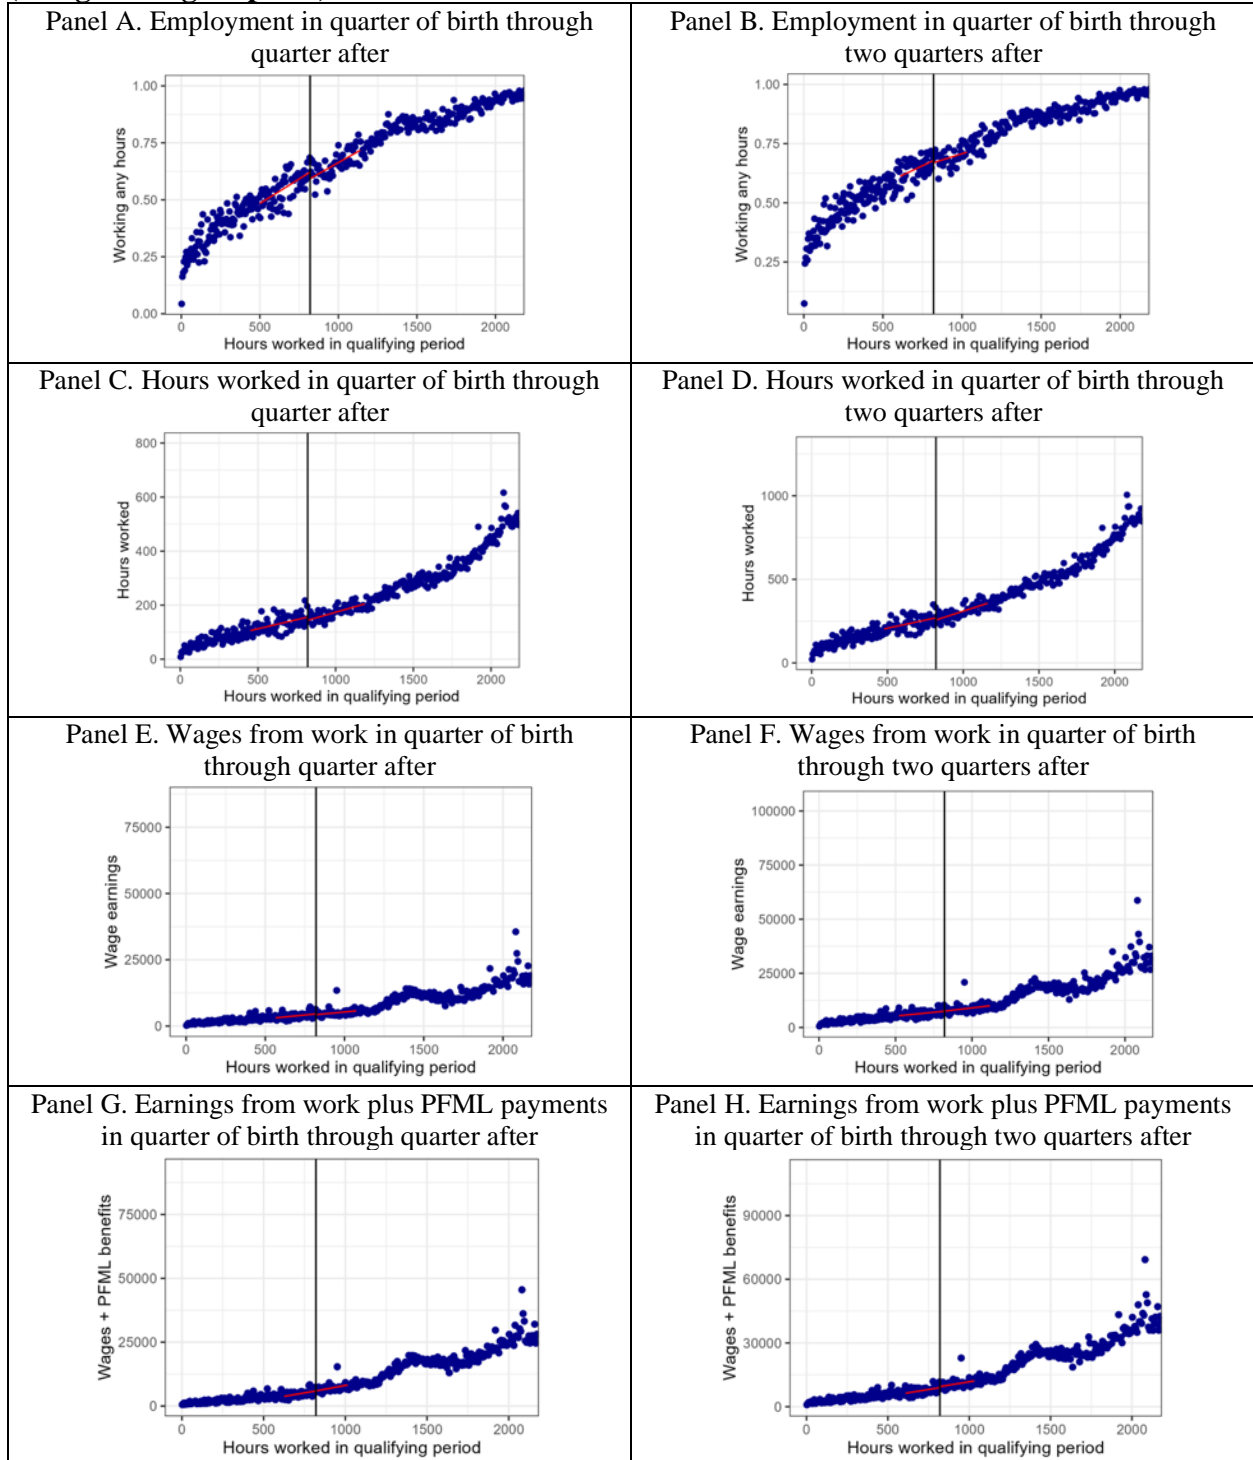 Panel A. Employment in quarter of birth through
quarter after
1.00
0.75
0.50
0.25
0.00
Working any hours
0
500
1000
1500
2000
Hours worked in qualifying period
Panel B. Employment in quarter of birth through
two quarters after
1.00
0.75
0.50
0.25
Working any hours
0
500
1000
1500
2000
Hours worked in qualifying period
Panel C. Hours worked in quarter of birth through
quarter after
800
600
400
200
0
Hours worked
0
500
1000
1500
2000
Hours worked in qualifying period
Panel D. Hours worked in quarter of birth through
two quarters after
1000
500
0
Hours worked
0
500
1000
1500
2000
Hours worked in qualifying period
Panel E. Wages from work in quarter of birth
through quarter after
75000
50000
25000
0
Wage earnings
0
500
1000
1500
2000
Hours worked in qualifying period
Panel F. Wages from work in quarter of birth
through two quarters after
100000
75000
50000
25000
0
Wage earnings
0
500
1000
1500
2000
Hours worked in qualifying period
Panel G. Earnings from work plus PFML payments
in quarter of birth through quarter after
75000
50000
25000
0
Wages + PFML benefits
0
500
1000
1500
2000
Hours worked in qualifying period
Panel H. Earnings from work plus PFML payments
in quarter of birth through two quarters after
90000
60000
30000
0
Wages + PFML benefits
0
500
1000
1500
2000
Hours worked in qualifying period